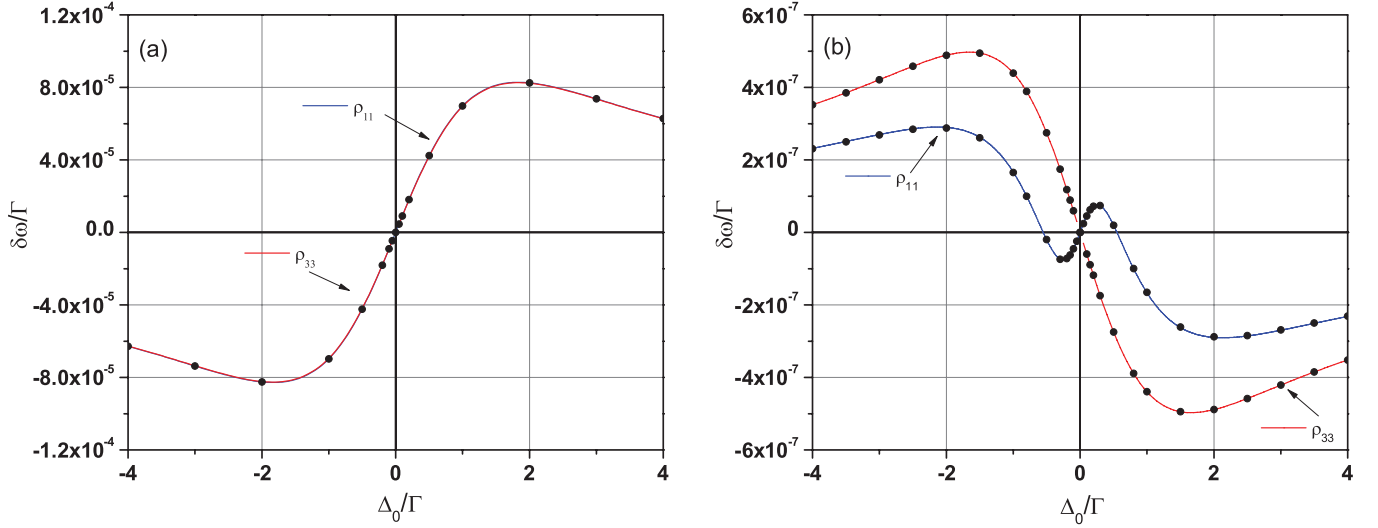 (a)
δω/Γ
1.2x10⁻⁴
8.0x10⁻⁵
4.0x10⁻⁵
0.0
-4.0x10⁻⁵
-8.0x10⁻⁵
-1.2x10⁻⁴
ρ₁₁
ρ₃₃
-4 -2 0 2 4
Δ₀/Γ
(b)
δω/Γ
6x10⁻⁷
4x10⁻⁷
2x10⁻⁷
0
-2x10⁻⁷
-4x10⁻⁷
-6x10⁻⁷
ρ₁₁
ρ₃₃
-4 -2 0 2 4
Δ₀/Γ